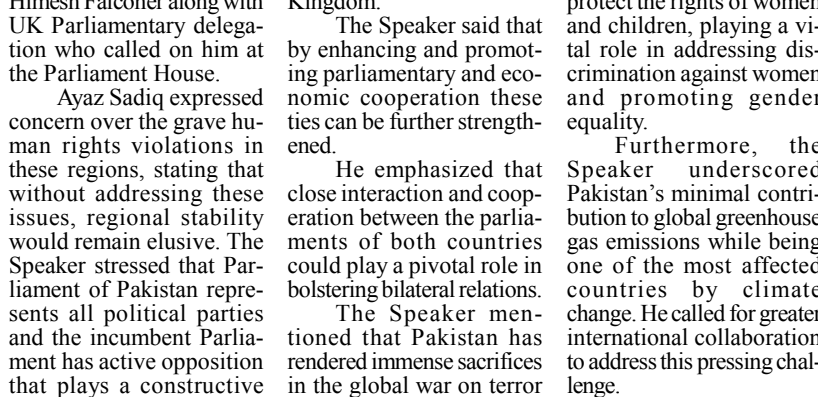 Himesh Falconer along with
UK Parliamentary delega-
tion who called on him at
the Parliament House.
Ayaz Sadiq expressed
concern over the grave hu-
man rights violations in
these regions, stating that
without addressing these
issues, regional stability
would remain elusive. The
Speaker stressed that Par-
liament of Pakistan repre-
sents all political parties
and the incumbent Parlia-
ment has active opposition
that plays a constructive
Kingdom.
The Speaker said that
by enhancing and promot-
ing parliamentary and eco-
nomic cooperation these
ties can be further strength-
ened.
He emphasized that
close interaction and coop-
eration between the parlia-
ments of both countries
could play a pivotal role in
bolstering bilateral relations.
The Speaker men-
tioned that Pakistan has
rendered immense sacrifices
in the global war on terror
protect the rights of women
and children, playing a vi-
tal role in addressing dis-
crimination against women
and promoting gender
equality.
Furthermore, the
Speaker underscored
Pakistan's minimal contri-
bution to global greenhouse
gas emissions while being
one of the most affected
countries by climate
change. He called for greater
international collaboration
to address this pressing chal-
lenge.